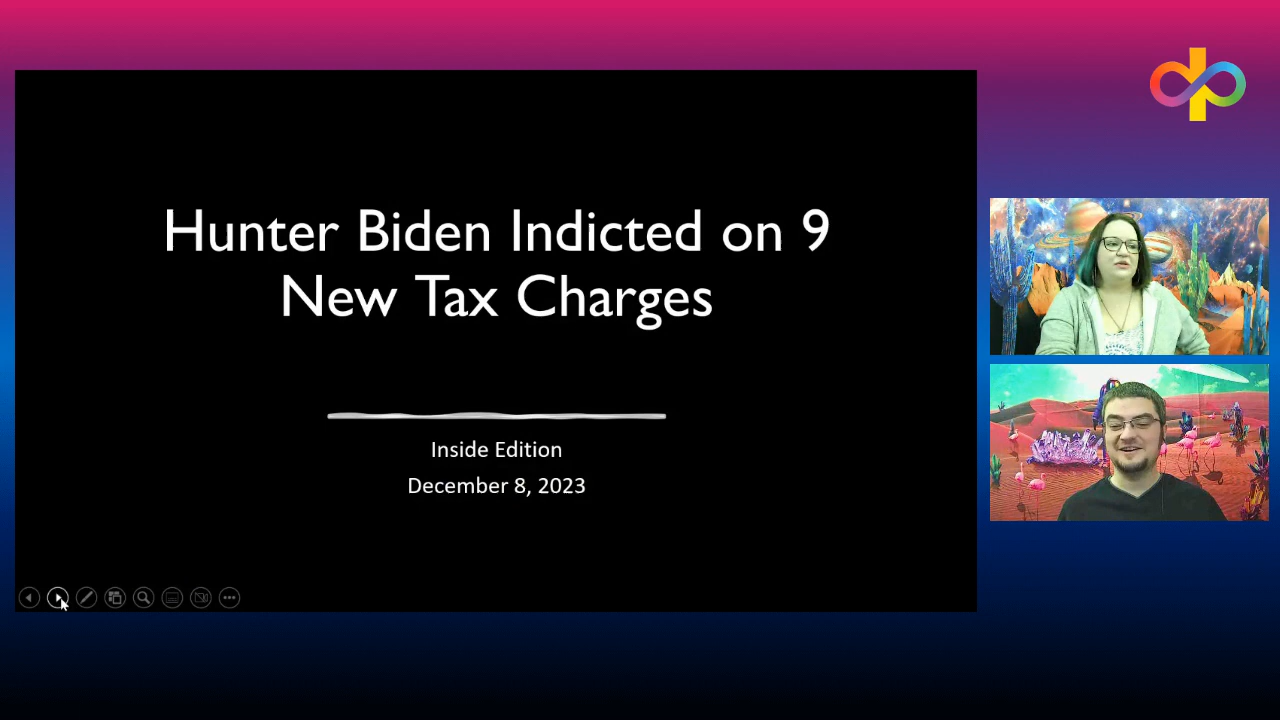 Hunter Biden Indicted on 9
New Tax Charges
Inside Edition
December 8, 2023